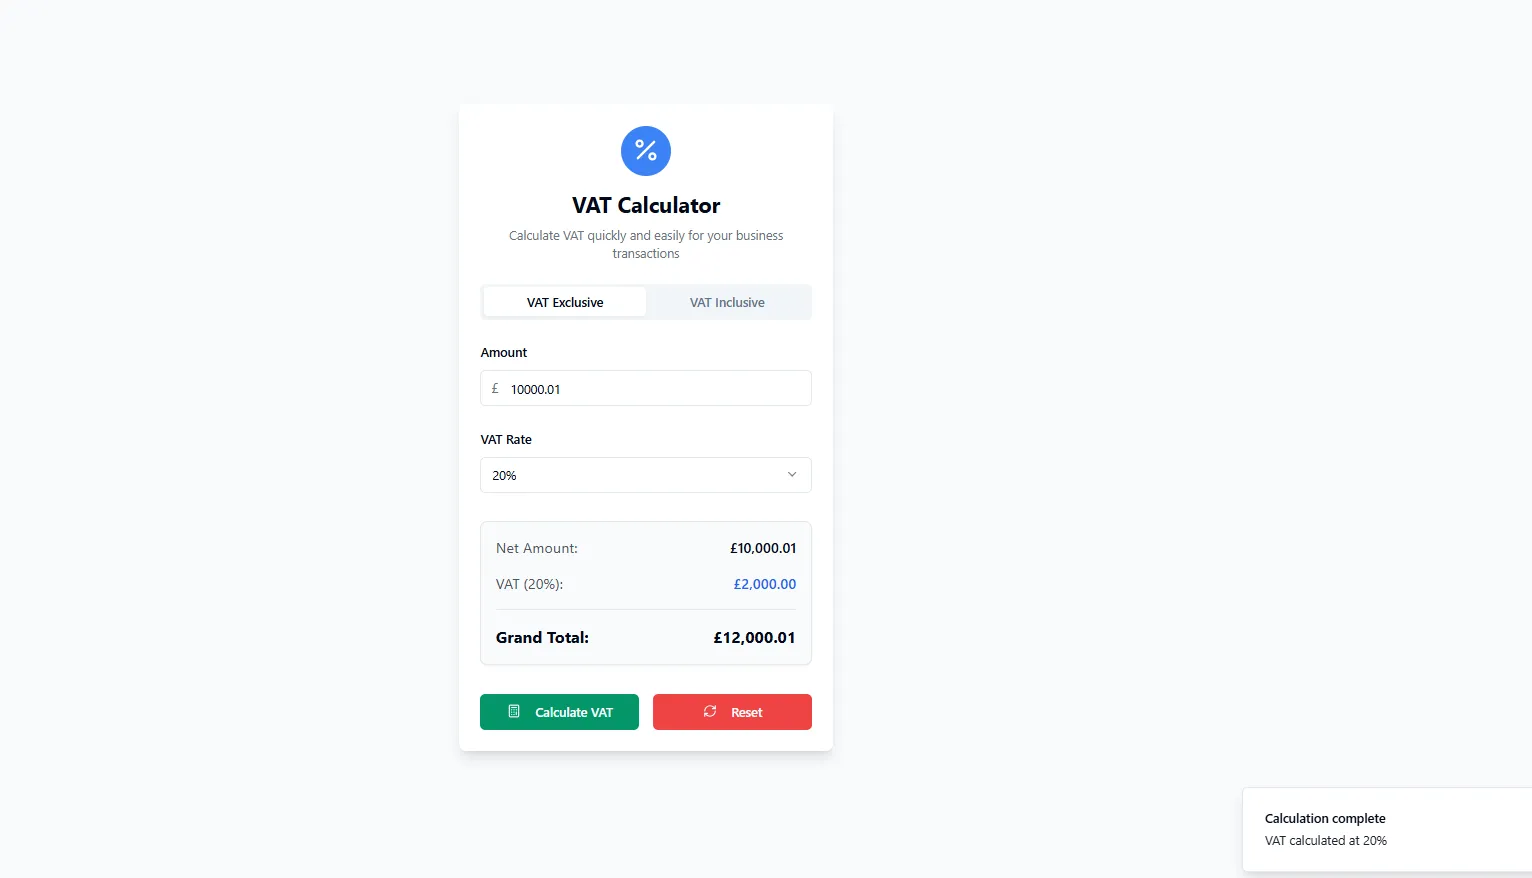 VAT Calculator
Calculate VAT quickly and easily for your business
transactions
VAT Exclusive
VAT Inclusive
Amount
£ 10000.01
VAT Rate
20%
Net Amount: £10,000.01
VAT (20%): £2,000.00
Grand Total: £12,000.01
Calculate VAT
Reset
Calculation complete
VAT calculated at 20%